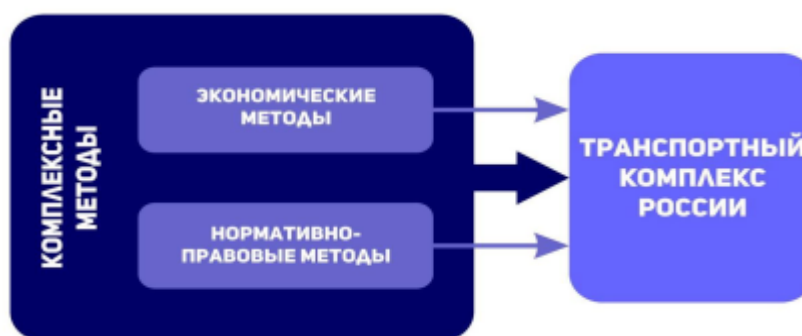 КОМПЛЕКСНЫЕ
МЕТОДЫ
ЭКОНОМИЧЕСКИЕ
МЕТОДЫ
НОРМАТИВНО-
ПРАВОВЫЕ МЕТОДЫ
ТРАНСПОРТНЫЙ
КОМПЛЕКС
РОССИИ